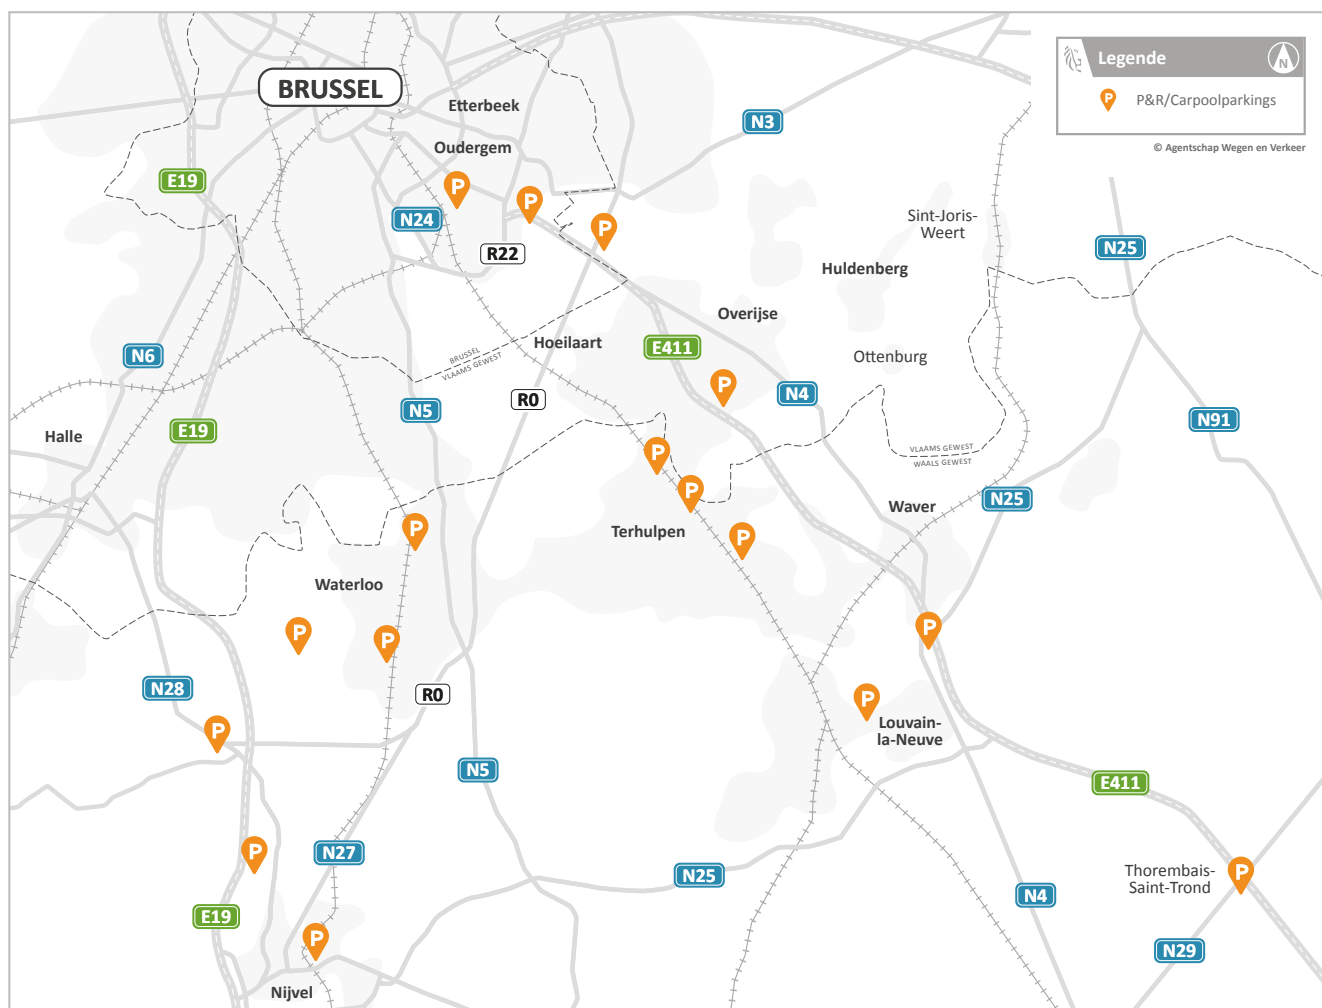 BRUSSEL
Etterbeek
Oudergem
E19
N24
R22
N3
Legende
N
P
P&R/Carpoolparkings
© Agentschap Wegen en Verkeer
P
P
P
Sint-Joris-
Weert
N25
Huldenberg
Overijse
Hoeilaart
E411
Ottenburg
BRUSSEL
VLAAMS GEWEST
N6
N5
R0
P
N4
N91
E19
Halle
P
P
VLAAMS GEWEST
WAALS GEWEST
N25
Waver
Terhulpen
P
P
Waterloo
P
P
P
N28
R0
P
Louvain-
la-Neuve
P
N5
E411
P
N27
N25
Thorembais-
Saint-Trond
P
N4
E19
P
N29
Nijvel